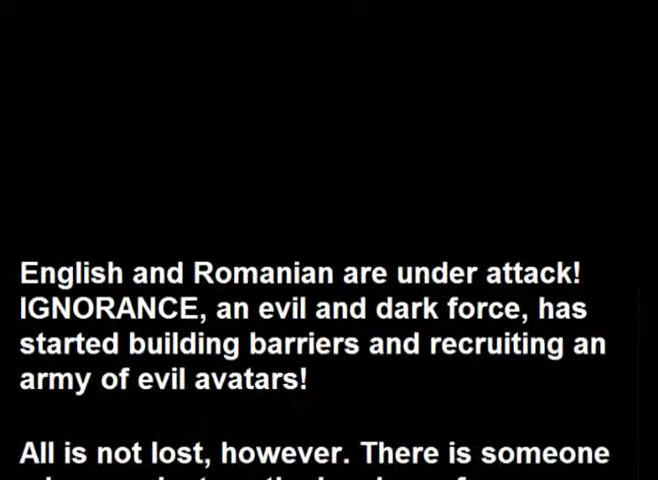 English and Romanian are under attack!
IGNORANCE, an evil and dark force, has
started building barriers and recruiting an
army of evil avatars!
All is not lost, however. There is someone